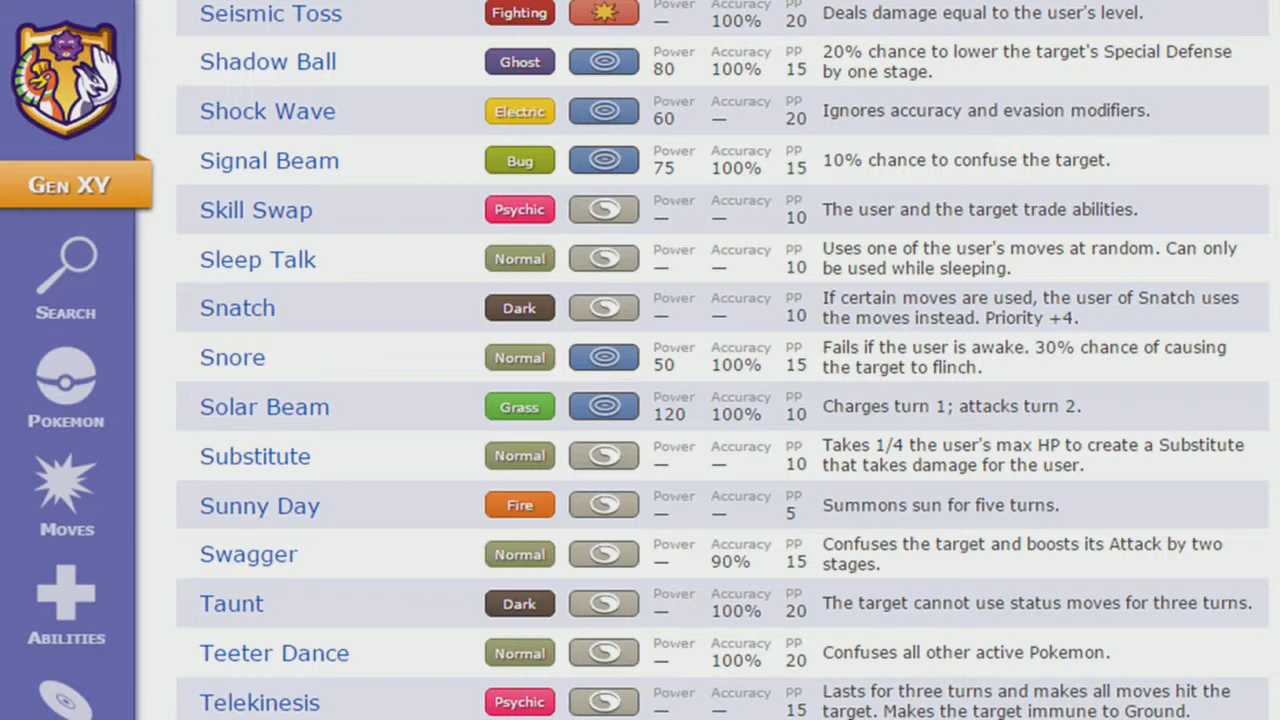 Seismic Toss Fighting Power — Accuracy 100% PP 20 Deals damage equal to the user's level.
Shadow Ball Ghost Power 80 Accuracy 100% PP 15 20% chance to lower the target's Special Defense
by one stage.
Shock Wave Electric Power 60 Accuracy — PP 20 Ignores accuracy and evasion modifiers.
Signal Beam Bug Power 75 Accuracy 100% PP 15 10% chance to confuse the target.
GEN XY
Skill Swap Psychic Power — Accuracy — PP 10 The user and the target trade abilities.
Sleep Talk Normal Power — Accuracy — PP 10 Uses one of the user's moves at random. Can only
be used while sleeping.
SEARCH
Snatch Dark Power — Accuracy — PP 10 If certain moves are used, the user of Snatch uses
the moves instead. Priority +4.
Snore Normal Power 50 Accuracy 100% PP 15 Fails if the user is awake. 30% chance of causing
the target to flinch.
POKEMON
Solar Beam Grass Power 120 Accuracy 100% PP 10 Charges turn 1; attacks turn 2.
Substitute Normal Power — Accuracy — PP 10 Takes 1/4 the user's max HP to create a Substitute
that takes damage for the user.
MOVES
Sunny Day Fire Power — Accuracy — PP 5 Summons sun for five turns.
Swagger Normal Power — Accuracy 90% PP 15 Confuses the target and boosts its Attack by two
stages.
Taunt Dark Power — Accuracy 100% PP 20 The target cannot use status moves for three turns.
ABILITIES
Teeter Dance Normal Power — Accuracy 100% PP 20 Confuses all other active Pokemon.
Telekinesis Psychic Power — Accuracy — PP 15 Lasts for three turns and makes all moves hit the
target. Makes the target immune to Ground.